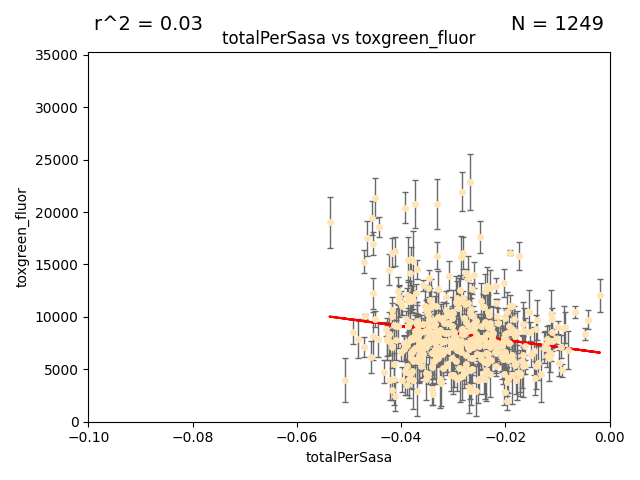 r^2 = 0.03
N = 1249
totalPerSasa vs toxgreen_fluor
35000
30000
25000
20000
15000
10000
5000
0
toxgreen_fluor
−0.10
−0.08
−0.06
−0.04
−0.02
0.00
totalPerSasa